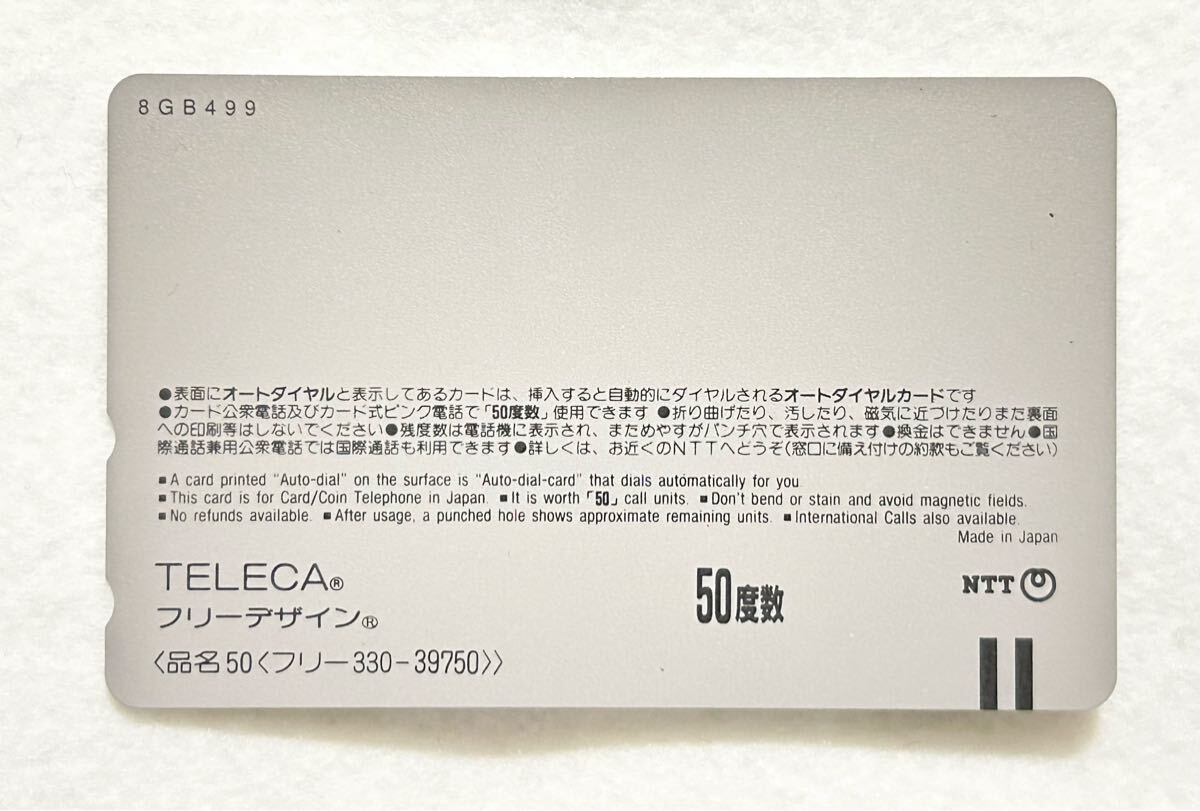 8GB499
●表面にオートダイヤルと表示してあるカードは、挿入すると自動的にダイヤルされるオートダイヤルカードです
●カード公衆電話及びカード式ピンク電話で「50度数」使用できます ●折り曲げたり、汚したり、磁気に近づけたりまた裏面
への印刷等はしないでください ●残度数は電話機に表示され、まためやすがパンチ穴で表示されます ●換金はできません ●国
際通話兼用公衆電話では国際通話も利用できます ●詳しくは、お近くのNTTへどうぞ(窓口に備え付けの約款もご覧ください)
■A card printed "Auto-dial" on the surface is "Auto-dial-card" that dials automatically for you.
■This card is for Card/Coin Telephone in Japan. ■It is worth「50」call units. ■Don't bend or stain and avoid magnetic fields.
■No refunds available. ■After usage, a punched hole shows approximate remaining units. ■International Calls also available.
Made in Japan
TELECA®
フリーデザイン®
50度数
NTT
〈品名50〈フリー330-39750〉〉